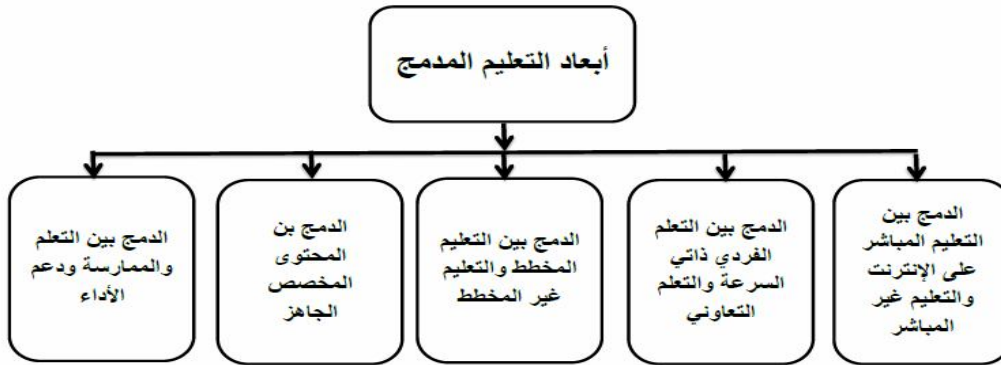 أبعاد التعليم المدمج
الدمج بين
التعليم المباشر
على الإنترنت
والتعليم غير
المباشر
الدمج بين التعلم
الفردي ذاتي
السرعة والتعلم
التعاوني
الدمج بين التعليم
المخطط والتعليم
غير المخطط
الدمج بن
المحتوى
المخصص
الجاهز
الدمج بين التعلم
والممارسة ودعم
الأداء